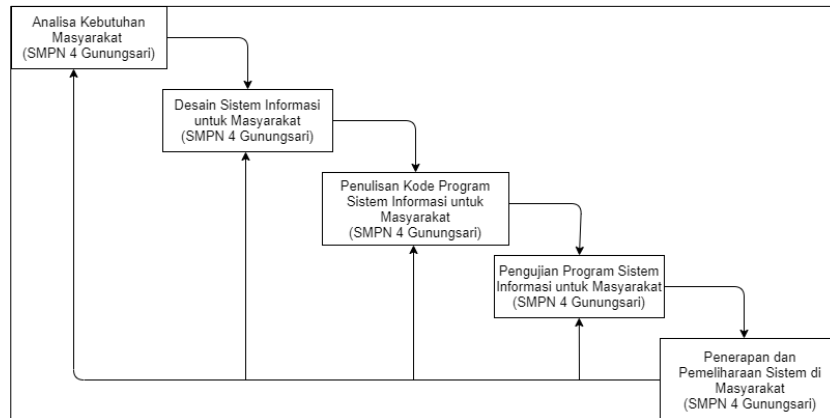 Analisa Kebutuhan
Masyarakat
(SMPN 4 Gunungsari)
Desain Sistem Informasi
untuk Masyarakat
(SMPN 4 Gunungsari)
Penulisan Kode Program
Sistem Informasi untuk
Masyarakat
(SMPN 4 Gunungsari)
Pengujian Program Sistem
Informasi untuk Masyarakat
(SMPN 4 Gunungsari)
Penerapan dan
Pemeliharaan Sistem di
Masyarakat
(SMPN 4 Gunungsari)